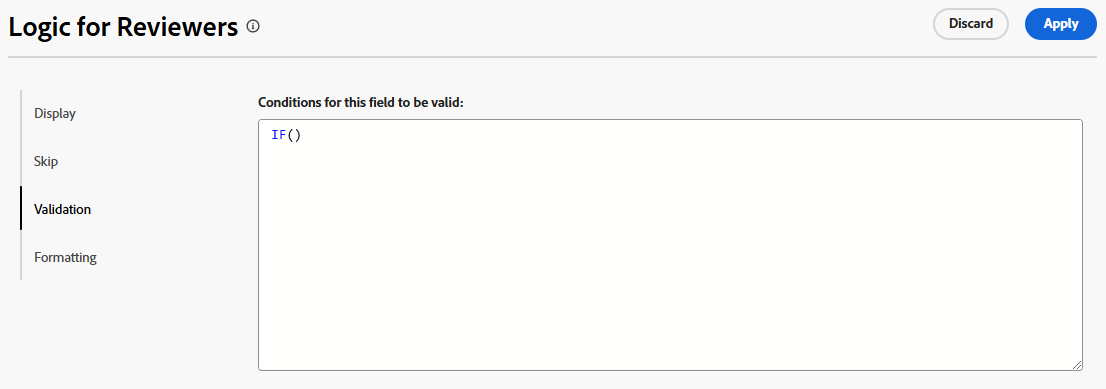 Logic for Reviewers
Discard
Apply
Display
Skip
Validation
Formatting
Conditions for this field to be valid:
IF()